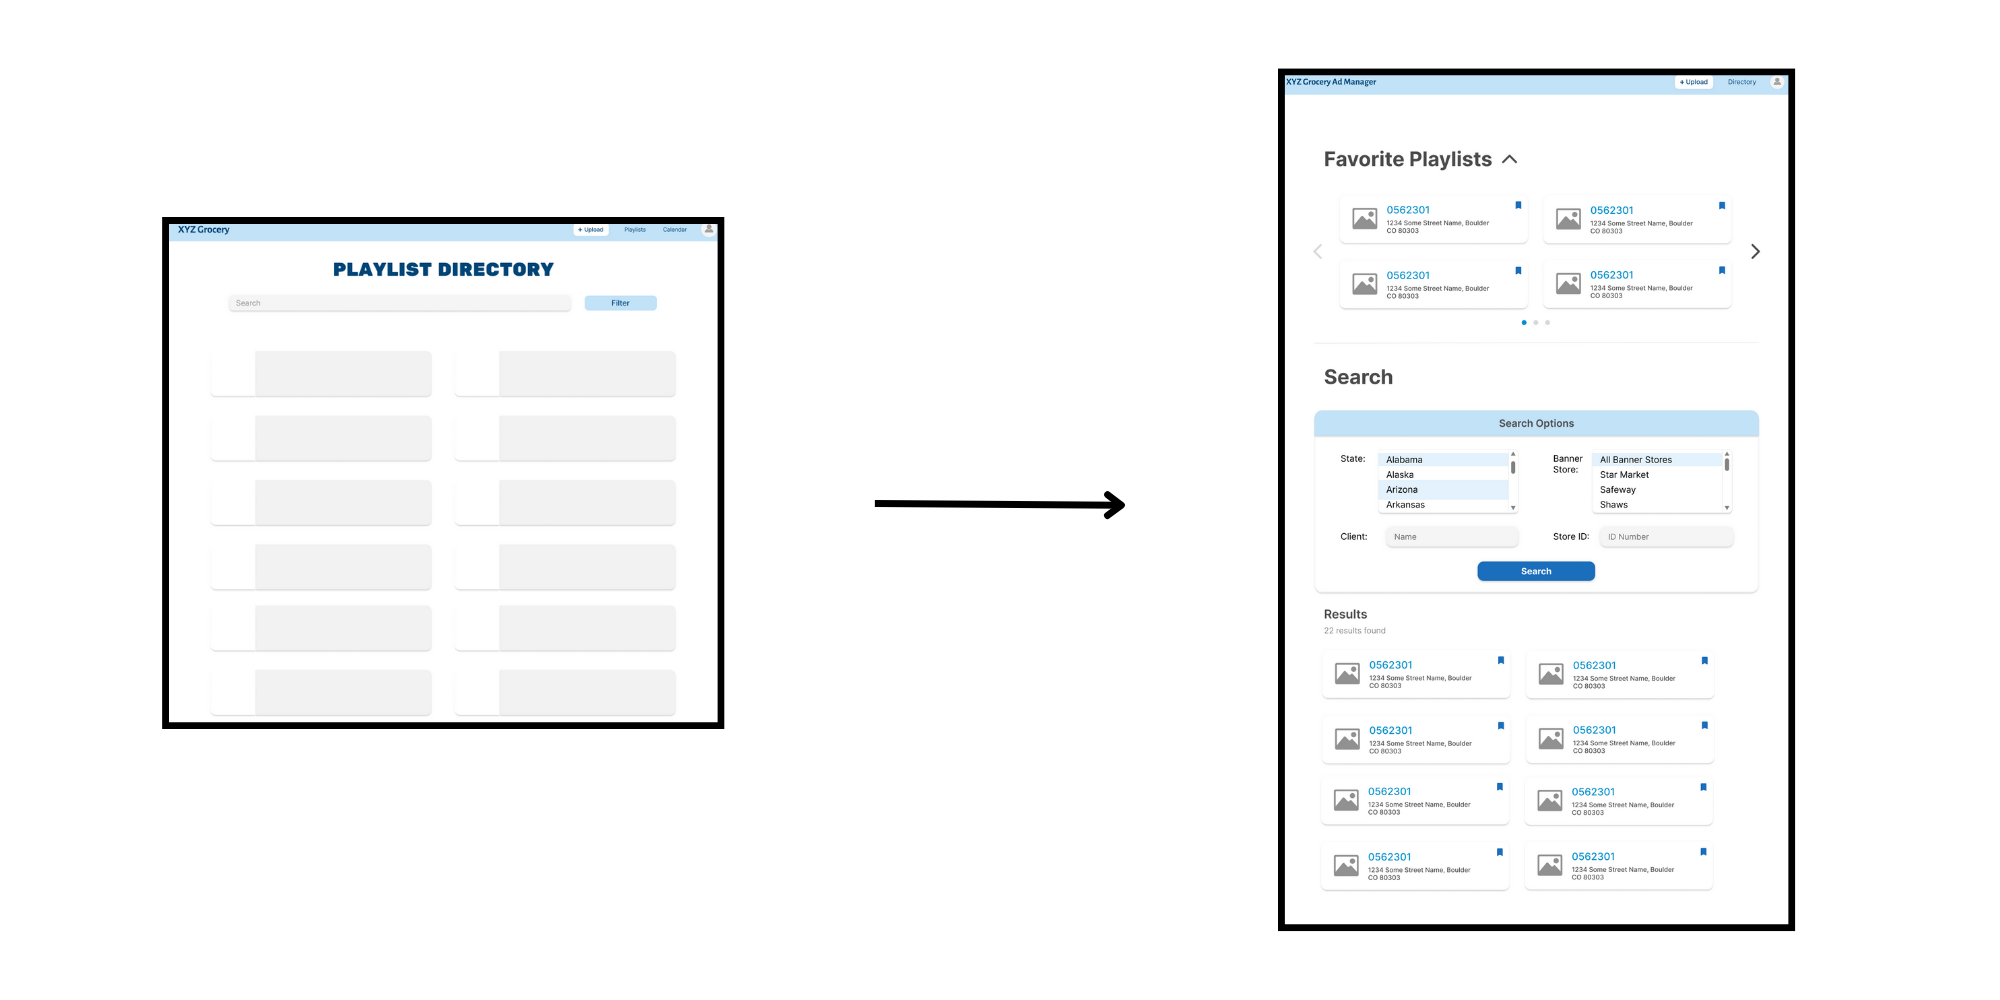 XYZ Grocery
+ Upload
Playlists
Calendar
PLAYLIST DIRECTORY
Search
Filter
XYZ Grocery Ad Manager
+ Upload
Directory
Favorite Playlists
0562301
1234 Some Street Name, Boulder
CO 80303
0562301
1234 Some Street Name, Boulder
CO 80303
0562301
1234 Some Street Name, Boulder
CO 80303
0562301
1234 Some Street Name, Boulder
CO 80303
Search
Search Options
State:
Alabama
Alaska
Arizona
Arkansas
Banner
Store:
All Banner Stores
Star Market
Safeway
Shaws
Client:
Name
Store ID:
ID Number
Search
Results
22 results found
0562301
1234 Some Street Name, Boulder
CO 80303
0562301
1234 Some Street Name, Boulder
CO 80303
0562301
1234 Some Street Name, Boulder
CO 80303
0562301
1234 Some Street Name, Boulder
CO 80303
0562301
1234 Some Street Name, Boulder
CO 80303
0562301
1234 Some Street Name, Boulder
CO 80303
0562301
1234 Some Street Name, Boulder
CO 80303
0562301
1234 Some Street Name, Boulder
CO 80303